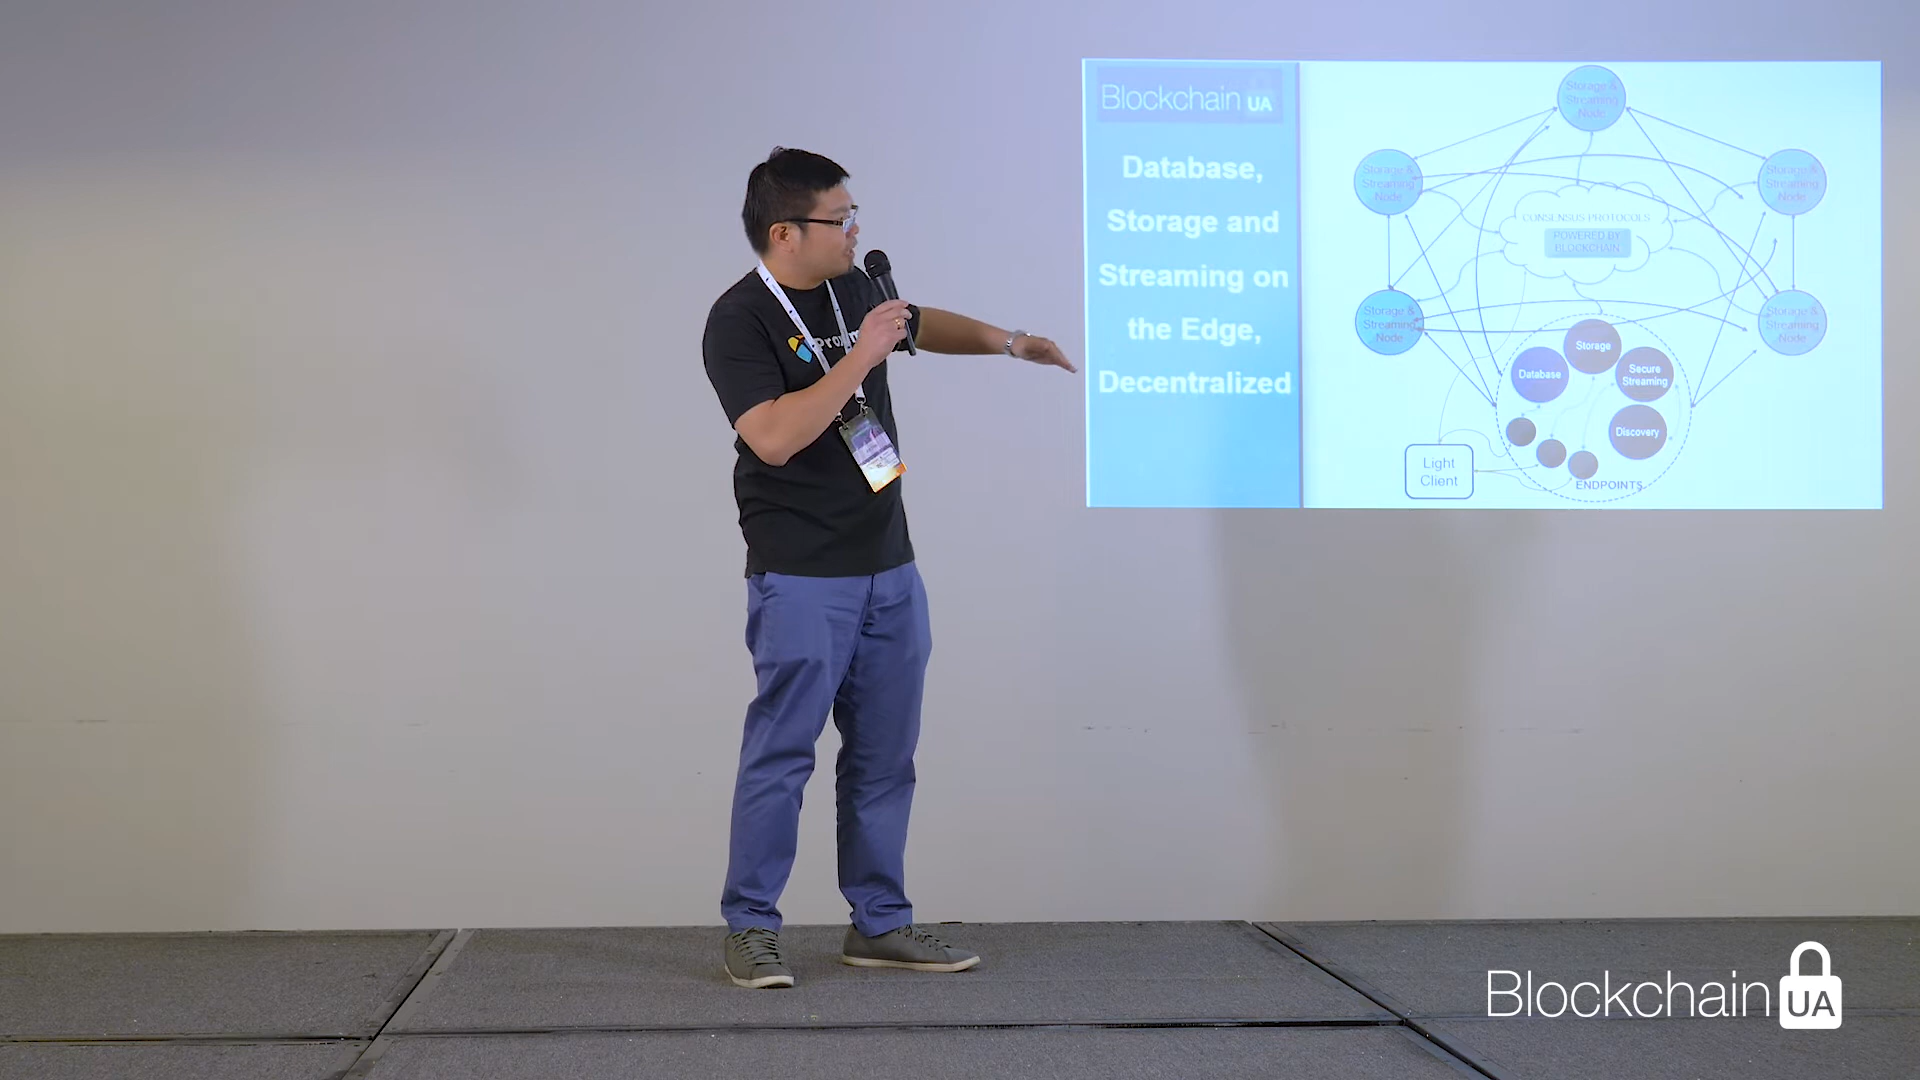 Blockchain UA
Database,
Storage and
Streaming on
the Edge,
Decentralized
Storage &
Streaming
Node
Storage &
Streaming
Node
Storage &
Streaming
Node
CONSENSUS PROTOCOLS
POWERED BY
BLOCKCHAIN
Storage &
Streaming
Node
Storage &
Streaming
Node
Storage
Database
Secure
Streaming
Discovery
Light
Client
ENDPOINTS
Blockchain UA